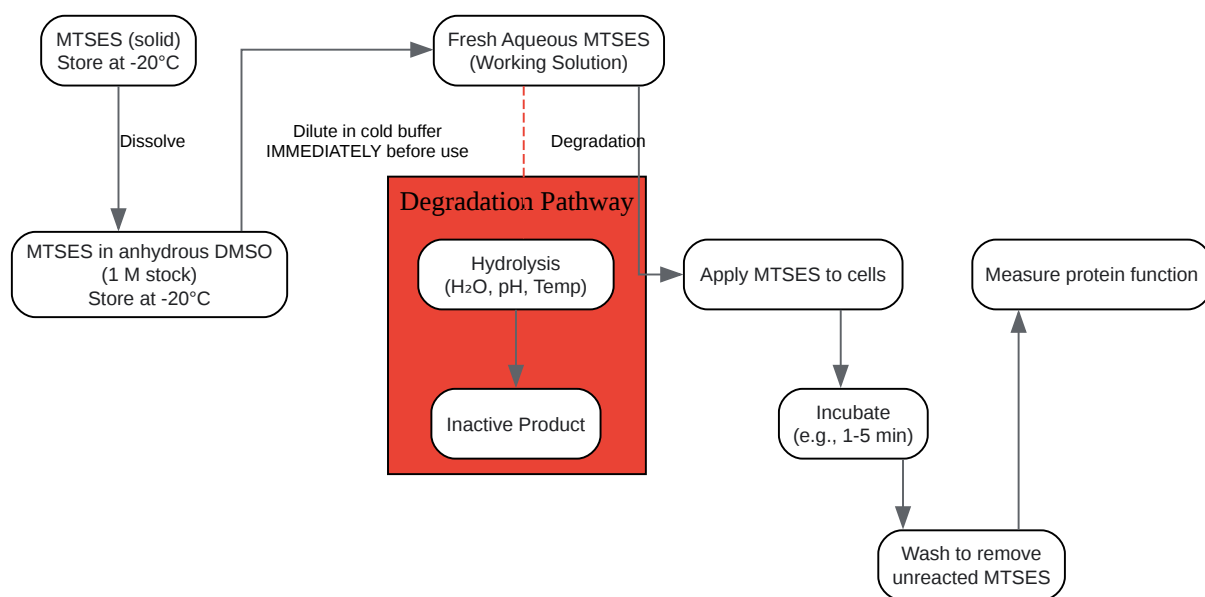 MTSES (solid)
Store at -20°C
Fresh Aqueous MTSES
(Working Solution)
Dissolve
Dilute in cold buffer
IMMEDIATELY before use
Degradation
Degradation Pathway
MTSES in anhydrous DMSO
(1 M stock)
Store at -20°C
Hydrolysis
(H₂O, pH, Temp)
Apply MTSES to cells
Measure protein function
Inactive Product
Incubate
(e.g., 1-5 min)
Wash to remove
unreacted MTSES